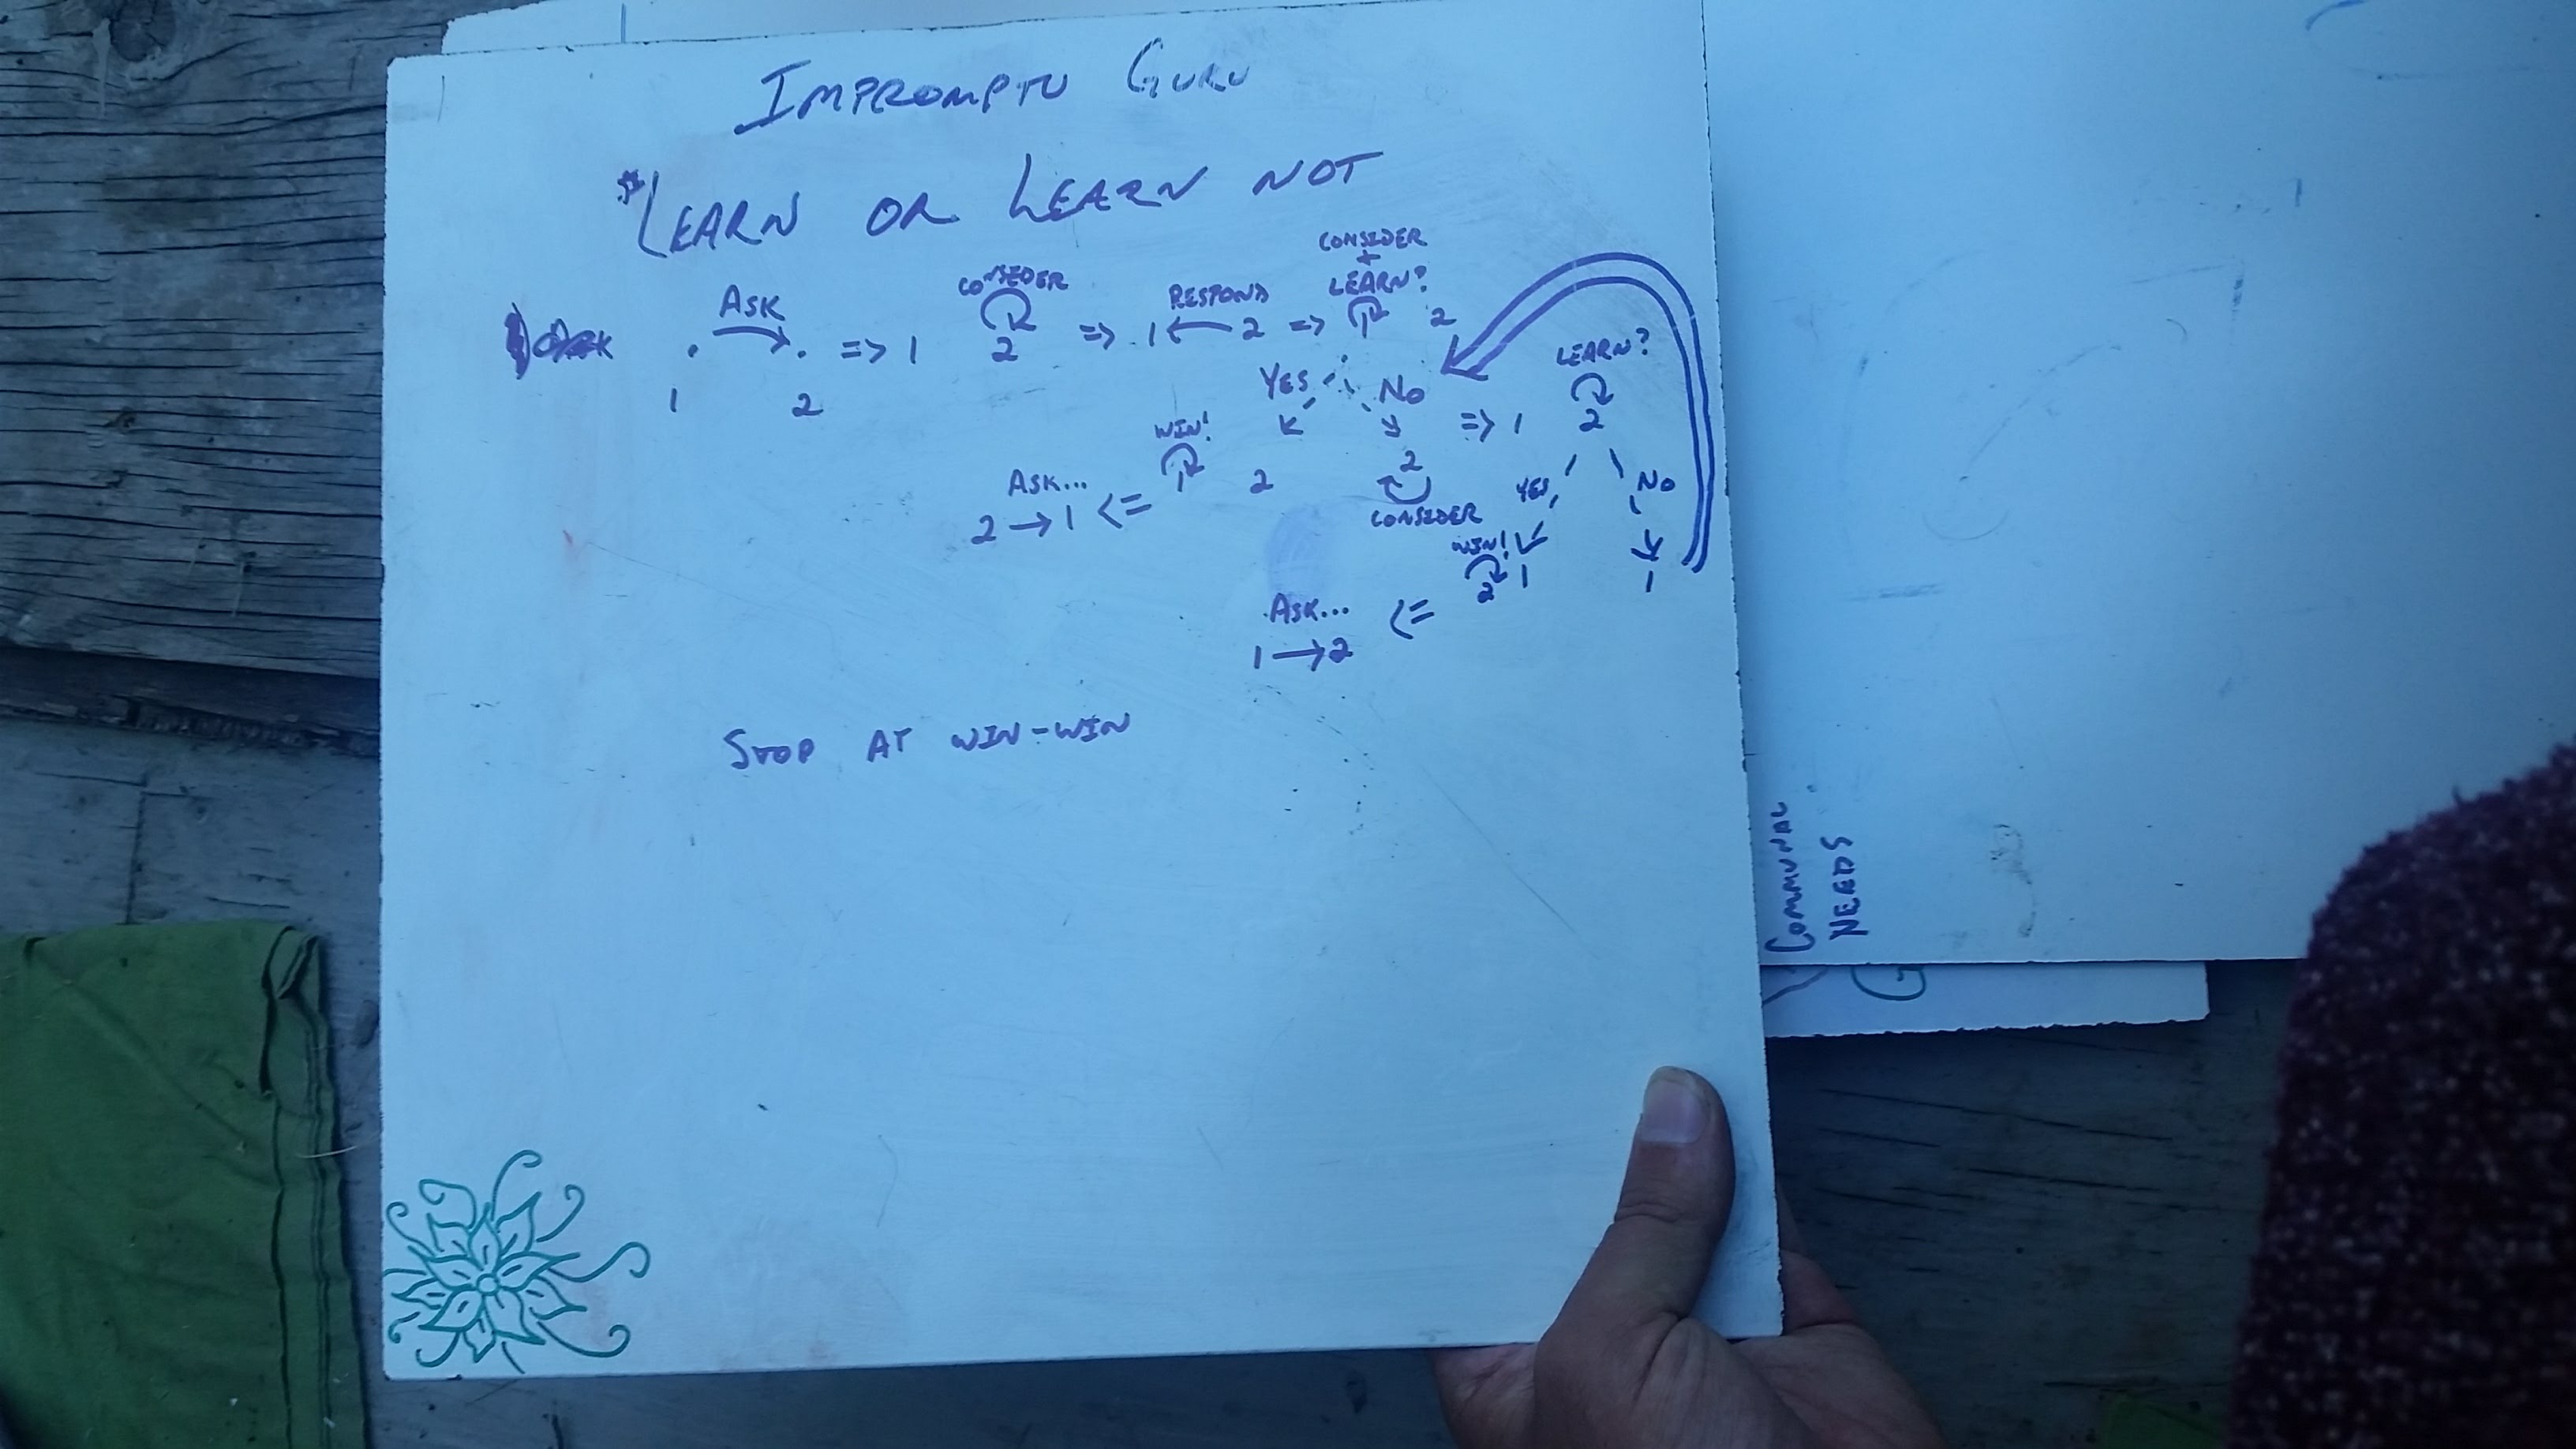 IMPROMPTU GURU
LEARN OR LEARN NOT
ASK
1 . → . 2 => 1
CONSIDER
2
=> 1 ← 2
RESPOND
=>
CONSIDER
+
LEARN?
1 2
YES NO
WIN!
1 2
ASK...
2 → 1 <=
2
CONSIDER
=> 1
LEARN?
2
YES NO
WIN!
2 1
1
ASK...
1 → 2 <=
STOP AT WIN-WIN
COMMUNAL
NEEDS
G